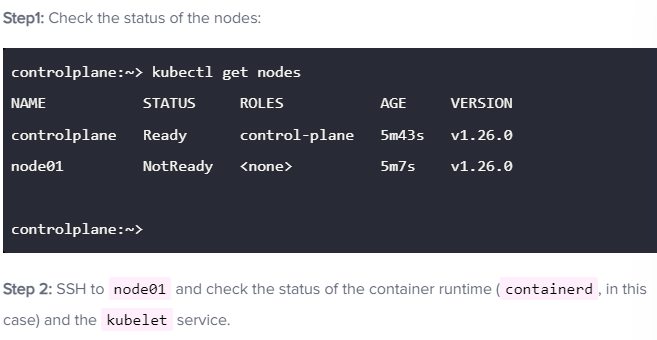 Step1: Check the status of the nodes:
controlplane:~> kubectl get nodes
NAME STATUS ROLES AGE VERSION
controlplane Ready control-plane 5m43s v1.26.0
node01 NotReady <none> 5m7s v1.26.0
controlplane:~>
Step 2: SSH to node01 and check the status of the container runtime ( containerd , in this
case) and the kubelet service.